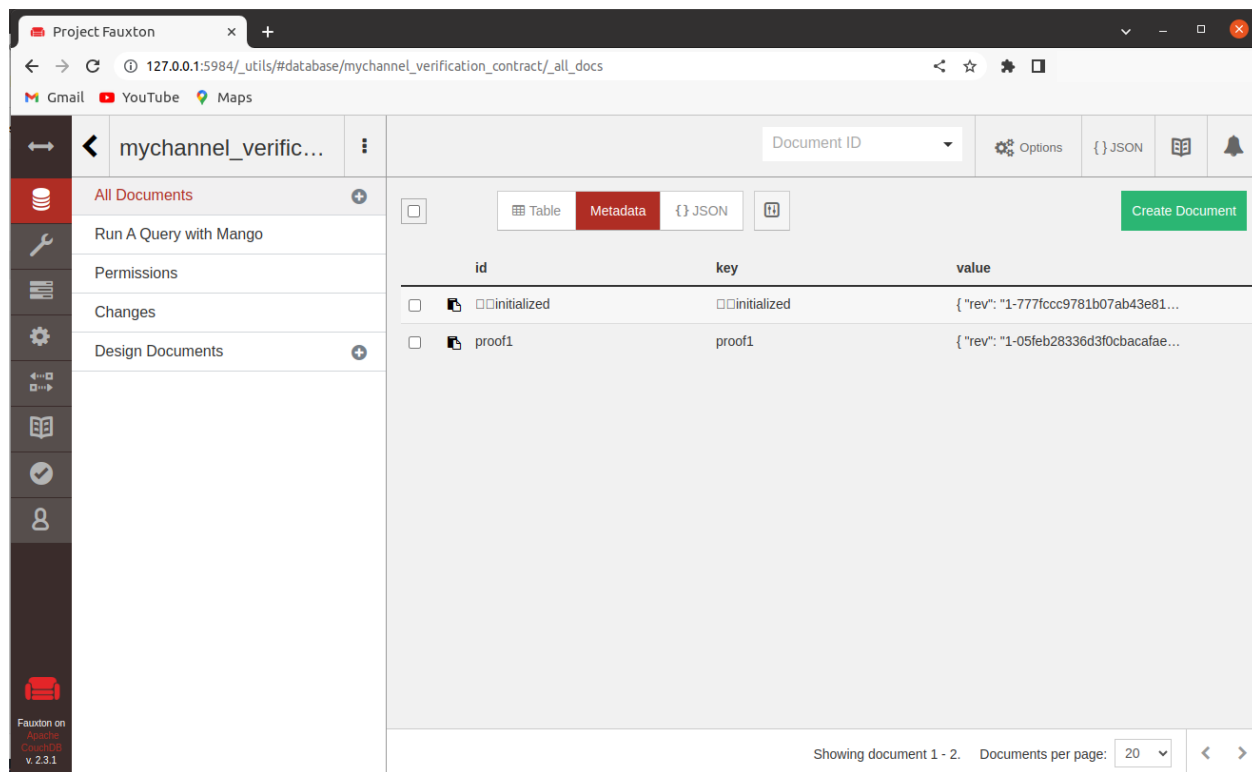 Project Fauxton
127.0.0.1:5984/_utils/#database/mychannel_verification_contract/_all_docs
Gmail YouTube Maps
mychannel_verific...
Document ID
Options
{ } JSON
All Documents
Run A Query with Mango
Permissions
Changes
Design Documents
Table
Metadata
{ } JSON
Create Document
id key value
□□initialized □□initialized { "rev": "1-777fccc9781b07ab43e81...
proof1 proof1 { "rev": "1-05feb28336d3f0cbacafae...
Fauxton on
Apache
CouchDB
v. 2.3.1
Showing document 1 - 2. Documents per page: 20